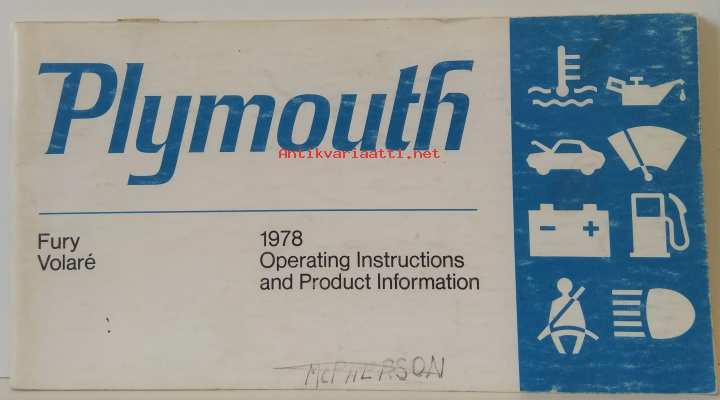 Plymouth
Antikvariaatti.net
Fury
Volaré
1978
Operating Instructions
and Product Information
McPHERSON